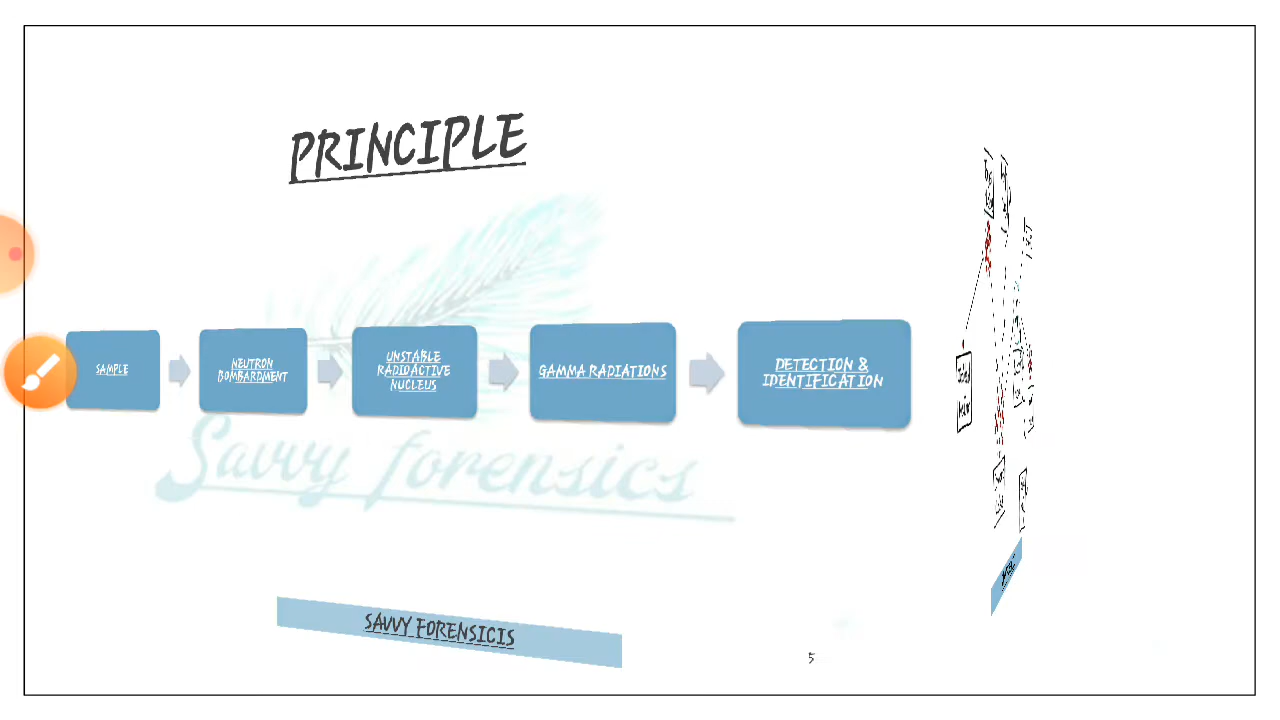 PRINCIPLE
SAMPLE
NEUTRON
BOMBARDMENT
UNSTABLE
RADIOACTIVE
NUCLEUS
GAMMA RADIATIONS
DETECTION &
IDENTIFICATION
Savvy forensics
SAVVY FORENSICIS
5